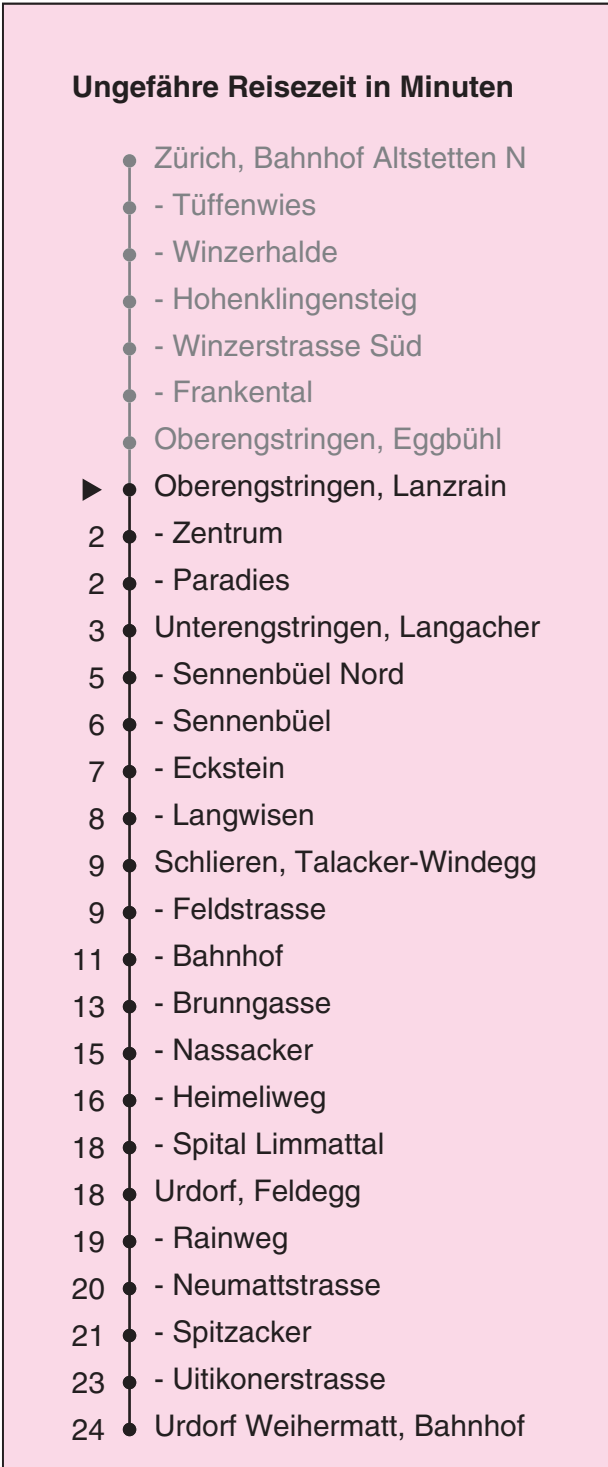 Ungefähre Reisezeit in Minuten
Zürich, Bahnhof Altstetten N
- Tüffenwies
- Winzerhalde
- Hohenklingensteig
- Winzerstrasse Süd
- Frankental
Oberengstringen, Eggbühl
Oberengstringen, Lanzrain
2 - Zentrum
2 - Paradies
3 Unterengstringen, Langacher
5 - Sennenbüel Nord
6 - Sennenbüel
7 - Eckstein
8 - Langwisen
9 Schlieren, Talacker-Windegg
9 - Feldstrasse
11 - Bahnhof
13 - Brunngasse
15 - Nassacker
16 - Heimeliweg
18 - Spital Limmattal
18 Urdorf, Feldegg
19 - Rainweg
20 - Neumattstrasse
21 - Spitzacker
23 - Uitikonerstrasse
24 Urdorf Weihermatt, Bahnhof